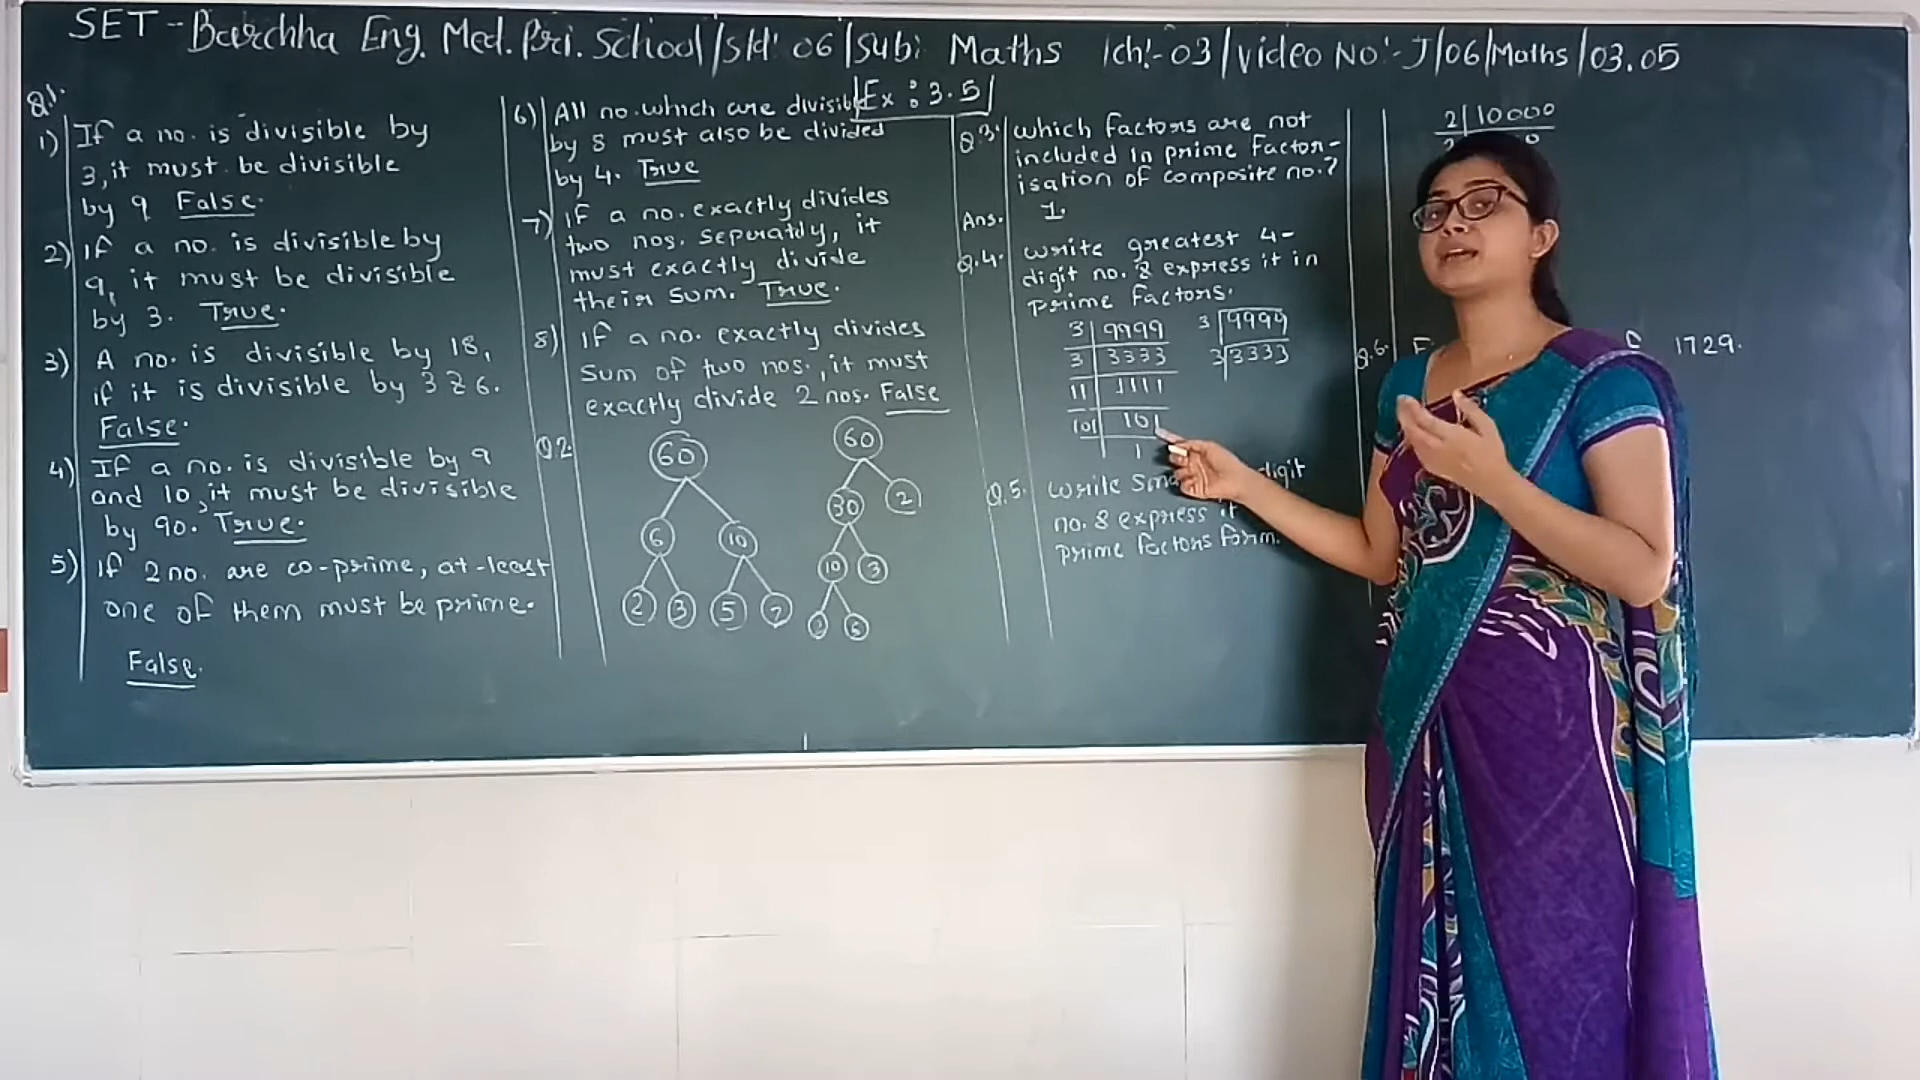 SET - Barchha Eng. Med. Pri. School / Std: 06 / Sub: Maths / ch:- 03 / Video No:- J/06/Maths/03.05
Ex : 3.5
Q.1.
1) If a no. is divisible by
3, it must be divisible
by 9 False.
2) If a no. is divisible by
9, it must be divisible
by 3. True.
3) A no. is divisible by 18,
if it is divisible by 3 & 6.
False.
4) If a no. is divisible by 9
and 10, it must be divisible
by 90. True.
5) If 2 no. are co-prime, at-least
one of them must be prime.
False.
6) All no. which are divisible
by 8 must also be divided
by 4. True
7) If a no. exactly divides
two nos. seperatly, it
must exactly divide
their sum. True.
8) If a no. exactly divides
sum of two nos., it must
exactly divide 2 nos. False
Q.2
60
6 10
2 3 5 2
60
30 2
10 3
2 5
Q.3. which factors are not
included in prime factor-
isation of composite no.?
Ans. 1.
Q.4. write greatest 4-
digit no. & express it in
prime factors.
3 9999
3 3333
11 1111
101 101
1
3 9999
3 3333
Q.5. write digit
no. & express it
prime factors form.
2 10000
0
Q.6. 1729.